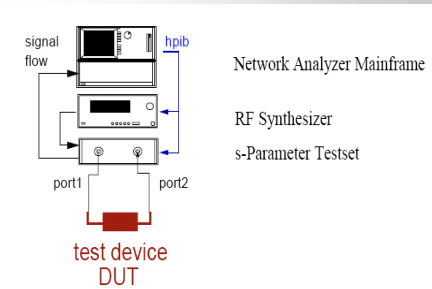 signal
flow
hpib
Network Analyzer Mainframe
RF Synthesizer
s-Parameter Testset
port1
port2
test device
DUT